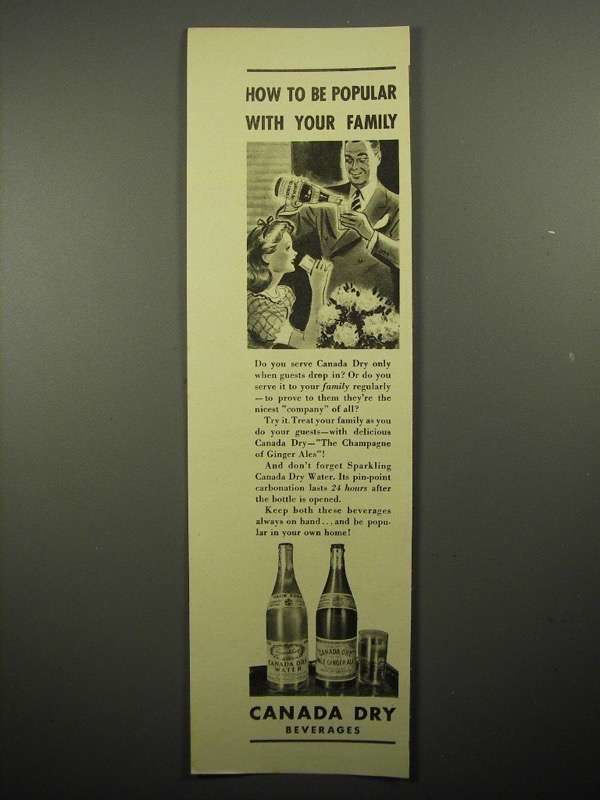 HOW TO BE POPULAR
WITH YOUR FAMILY
Do you serve Canada Dry only
when guests drop in? Or do you
serve it to your family regularly
—to prove to them they're the
nicest "company" of all?
Try it. Treat your family as you
do your guests—with delicious
Canada Dry—"The Champagne
of Ginger Ales"!
And don't forget Sparkling
Canada Dry Water. Its pin-point
carbonation lasts 24 hours after
the bottle is opened.
Keep both these beverages
always on hand...and be popu-
lar in your own home!
CANADA DRY
WATER
CANADA DRY
GINGER ALE
CANADA DRY
BEVERAGES